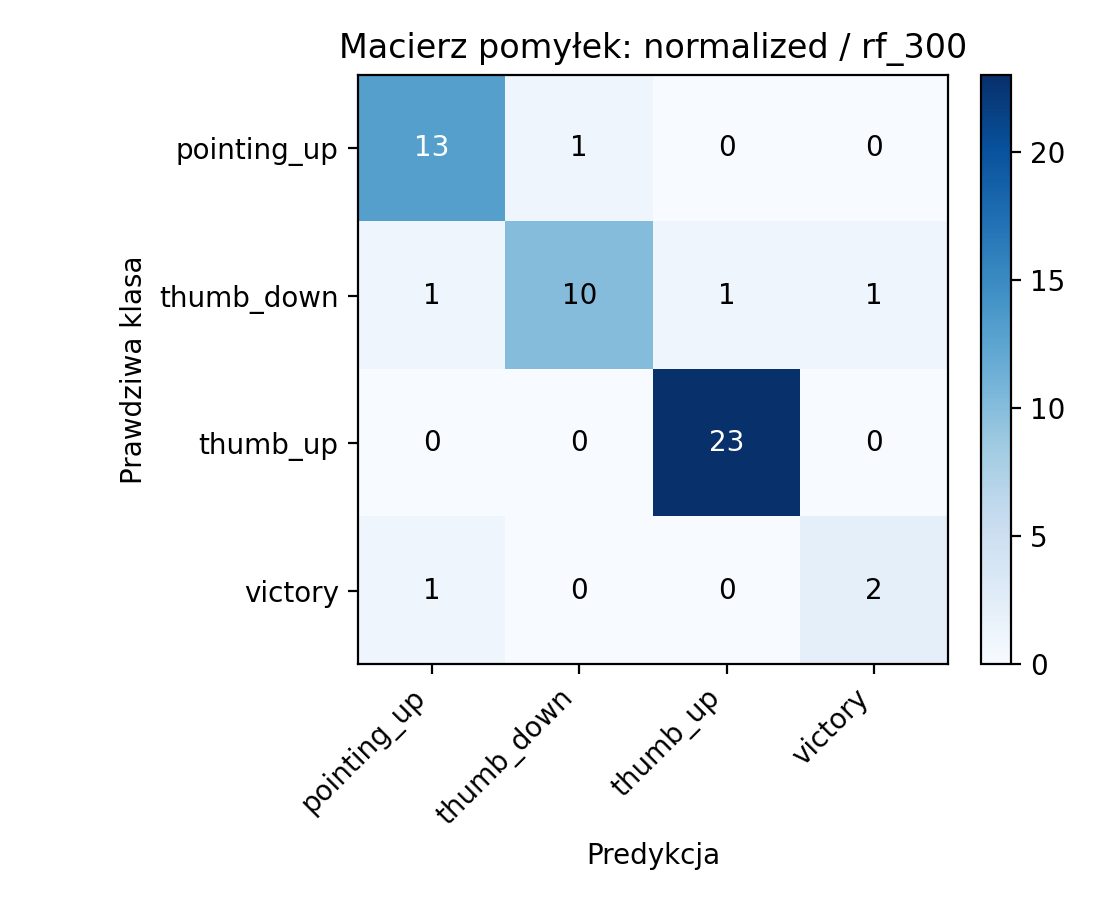 Macierz pomyłek: normalized / rf_300
pointing_up 13 1 0 0
thumb_down 1 10 1 1
thumb_up 0 0 23 0
victory 1 0 0 2
Prawdziwa klasa
pointing_up thumb_down thumb_up victory
Predykcja
20
15
10
5
0